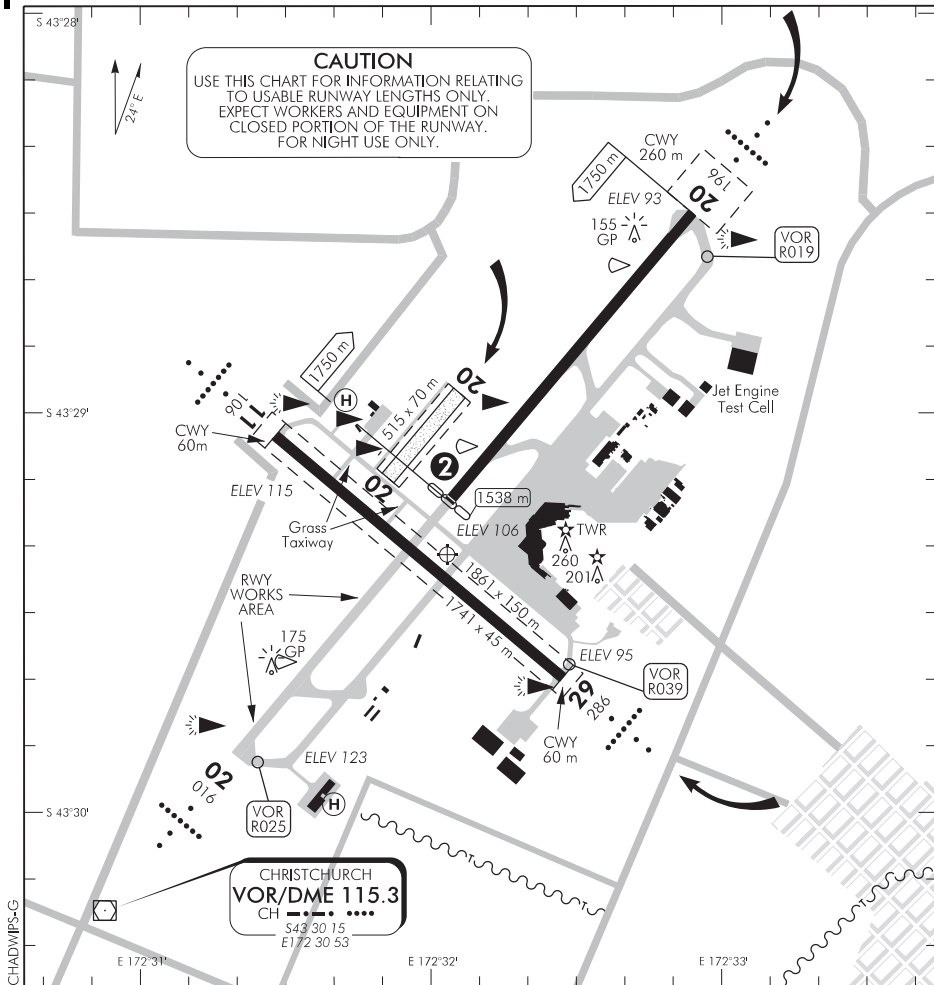 S 43°28'
24° E
CAUTION
USE THIS CHART FOR INFORMATION RELATING
TO USABLE RUNWAY LENGTHS ONLY.
EXPECT WORKERS AND EQUIPMENT ON
CLOSED PORTION OF THE RUNWAY.
FOR NIGHT USE ONLY.
CWY
260 m
1750 m
196
20
ELEV 93
155
GP
VOR
R019
1750 m
H
20
515 x 70 m
Jet Engine
Test Cell
S 43°29'
106
11
CWY
60m
2
02
ELEV 115
1538 m
Grass
Taxiway
ELEV 106
TWR
260
201
RWY
WORKS
AREA
1861 x 150 m
1741 x 45 m
175
GP
ELEV 95
VOR
R039
29
286
CWY
60 m
ELEV 123
02
016
H
VOR
R025
S 43°30'
CHRISTCHURCH
VOR/DME 115.3
CH
S43 30 15
E172 30 53
T
T
E 172°31'
E 172°32'
E 172°33'
CHADWIPS-G